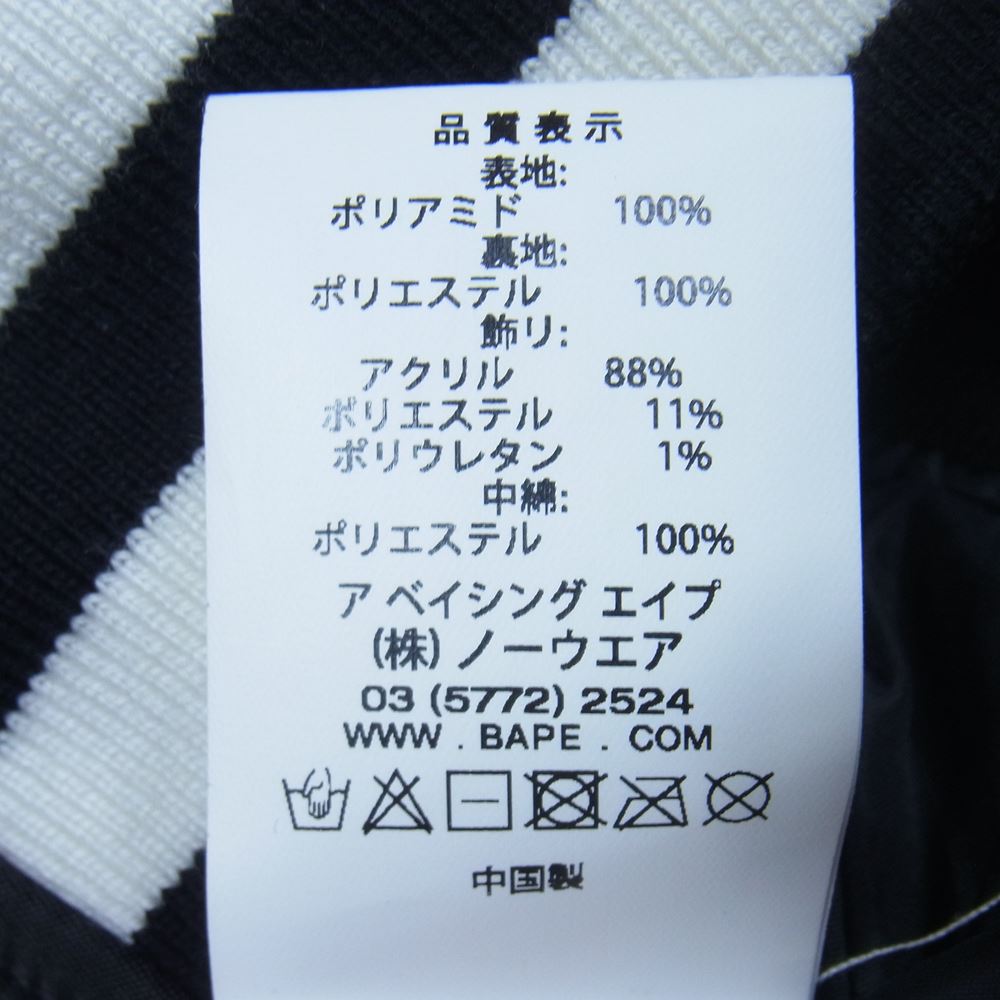 品質表示
表地:
ポリアミド 100%
裏地:
ポリエステル 100%
飾り:
アクリル 88%
ポリエステル 11%
ポリウレタン 1%
中綿:
ポリエステル 100%
ア ベイシング エイプ
(株) ノーウエア
03 (5772) 2524
WWW . BAPE . COM
中国製